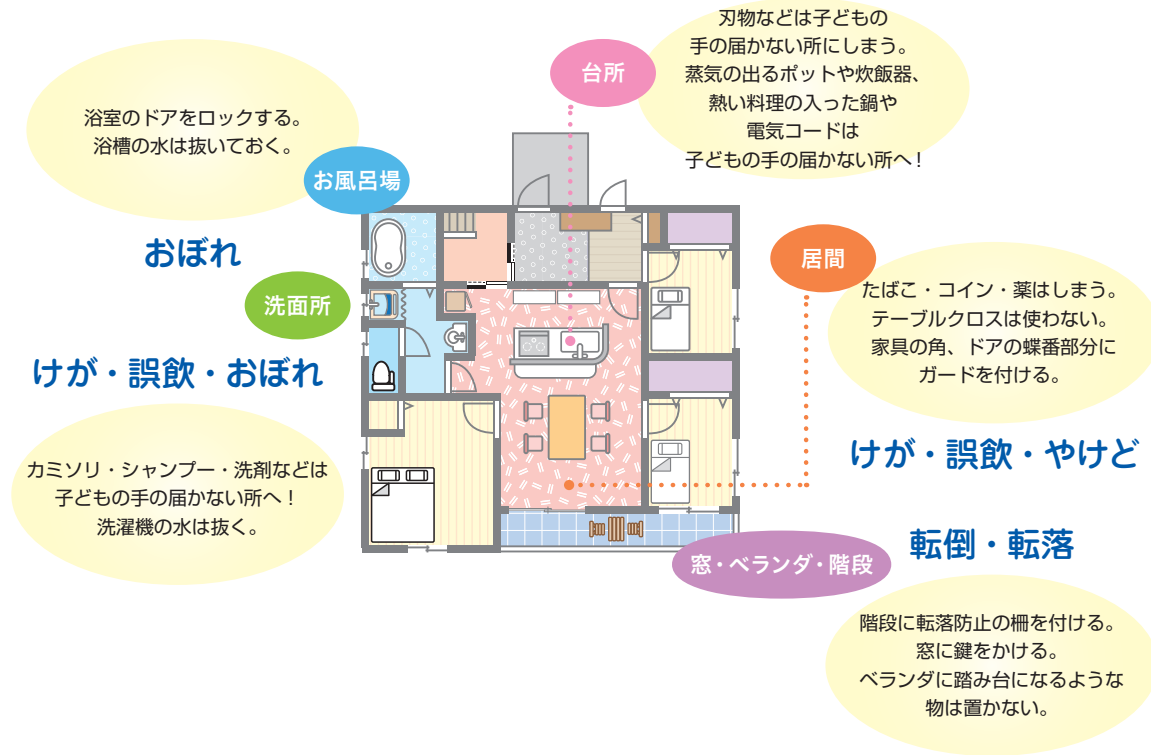 台所
刃物などは子どもの
手の届かない所にしまう。
蒸気の出るポットや炊飯器、
熱い料理の入った鍋や
電気コードは
子どもの手の届かない所へ！
浴室のドアをロックする。
浴槽の水は抜いておく。
お風呂場
おぼれ
洗面所
けが・誤飲・おぼれ
カミソリ・シャンプー・洗剤などは
子どもの手の届かない所へ！
洗濯機の水は抜く。
居間
たばこ・コイン・薬はしまう。
テーブルクロスは使わない。
家具の角、ドアの蝶番部分に
ガードを付ける。
けが・誤飲・やけど
窓・ベランダ・階段
転倒・転落
階段に転落防止の柵を付ける。
窓に鍵をかける。
ベランダに踏み台になるような
物は置かない。